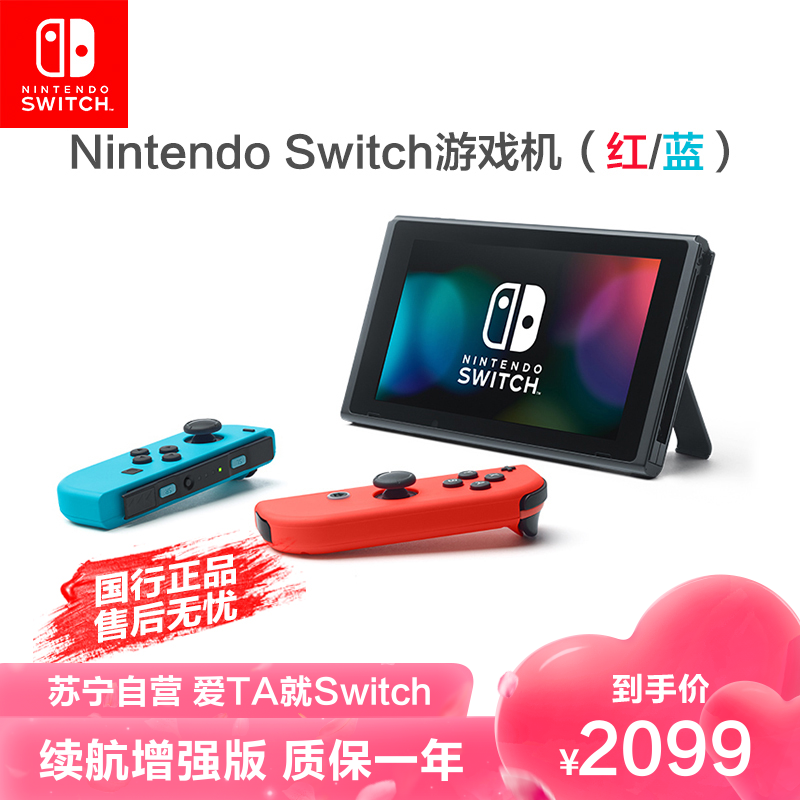 NINTENDO
SWITCH™
Nintendo Switch游戏机（红/蓝）
NINTENDO
SWITCH™
国行正品
售后无忧
苏宁自营 爱TA就Switch
续航增强版 质保一年
到手价
¥2099